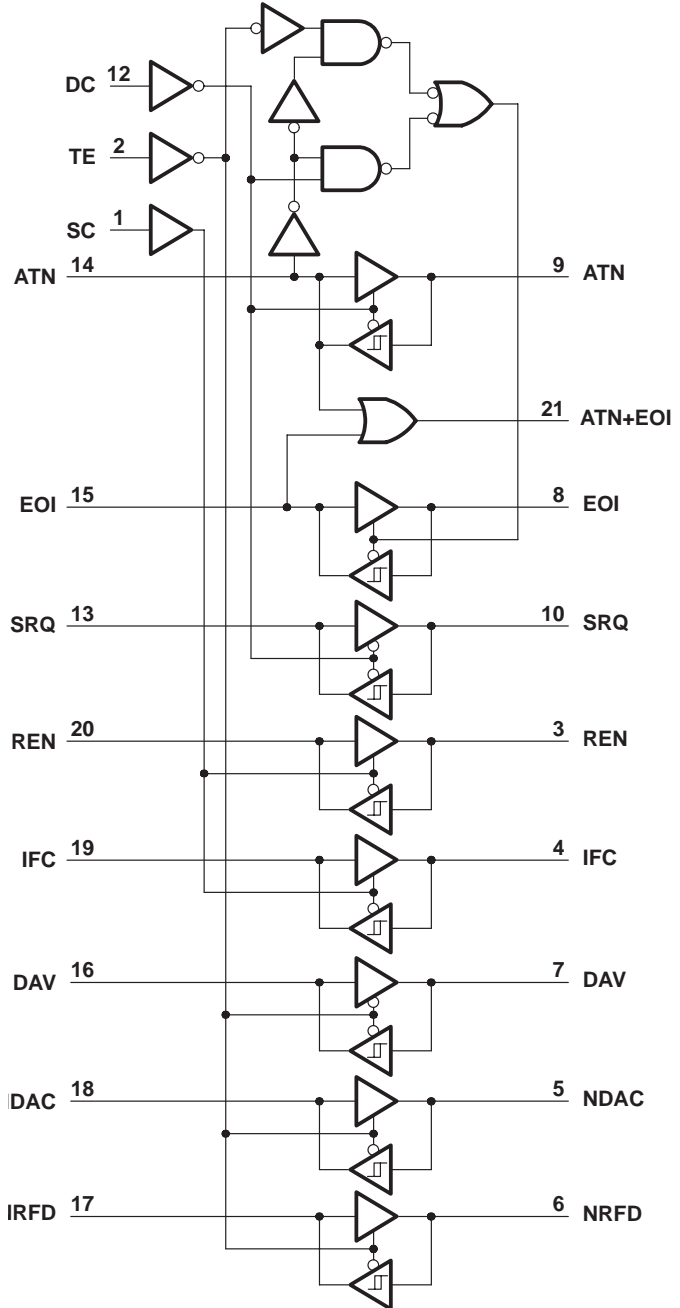 DC 12
TE 2
SC 1
ATN 14 9 ATN
21 ATN+EOI
EOI 15 8 EOI
SRQ 13 10 SRQ
REN 20 3 REN
IFC 19 4 IFC
DAV 16 7 DAV
DAC 18 5 NDAC
RFD 17 6 NRFD